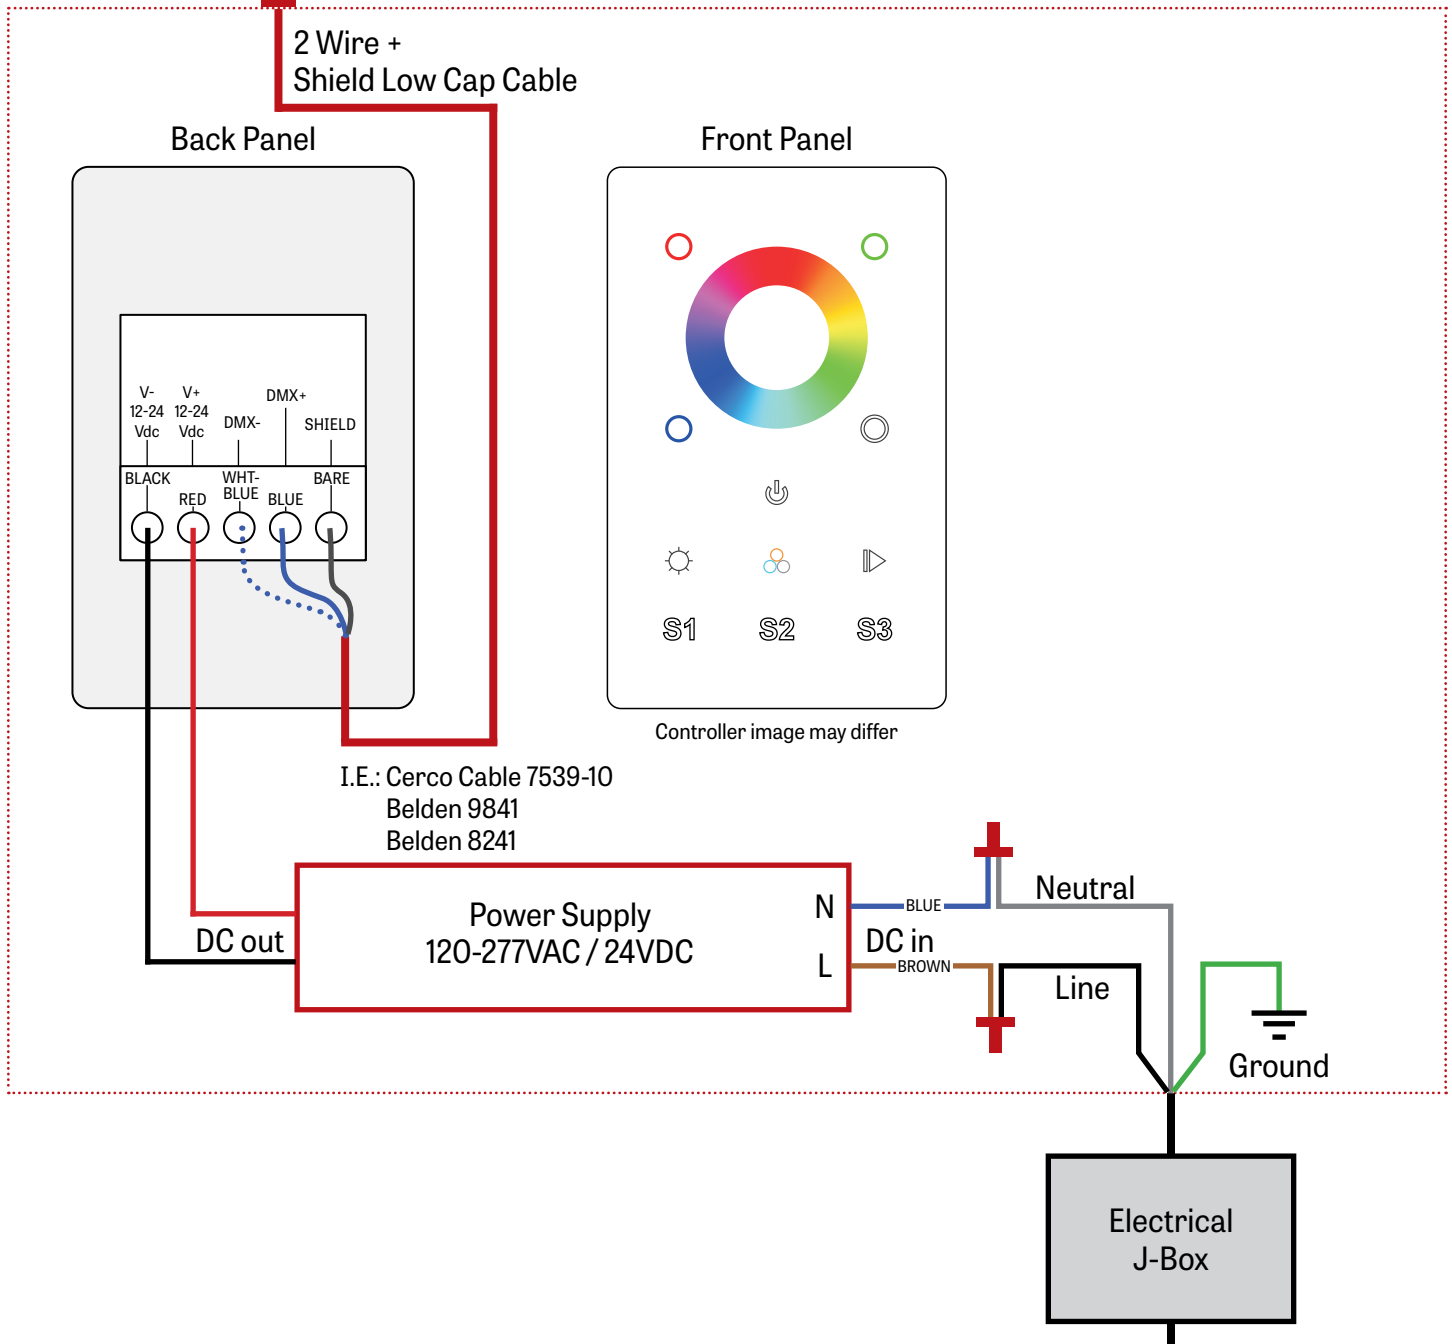 2 Wire +
Shield Low Cap Cable
Back Panel
Front Panel
V-
12-24
Vdc
V+
12-24
Vdc
DMX-
DMX+
SHIELD
BLACK
RED
WHT-
BLUE
BLUE
BARE
S1 S2 S3
Controller image may differ
I.E.: Cerco Cable 7539-10
Belden 9841
Belden 8241
DC out
Power Supply
120-277VAC / 24VDC
N
L
BLUE
DC in
BROWN
Neutral
Line
Ground
Electrical
J-Box